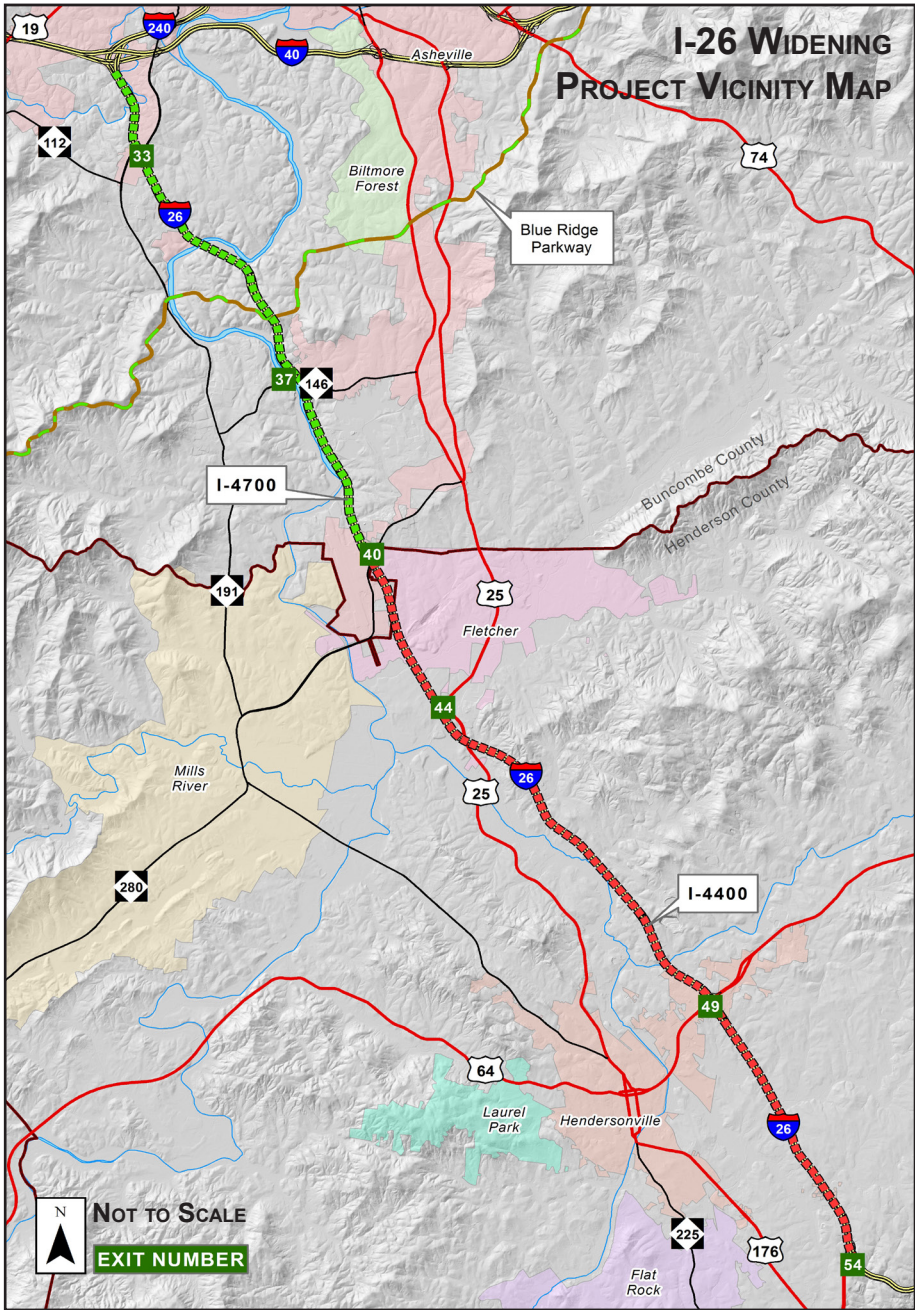 I-26 WIDENING
PROJECT VICINITY MAP
19
240
40
Asheville
112
33
Biltmore
Forest
74
26
Blue Ridge
Parkway
37
146
I-4700
Buncombe County
Henderson County
40
191
25
Fletcher
44
Mills
River
26
25
280
I-4400
49
64
Laurel
Park
Hendersonville
26
N
NOT TO SCALE
EXIT NUMBER
225
176
54
Flat
Rock